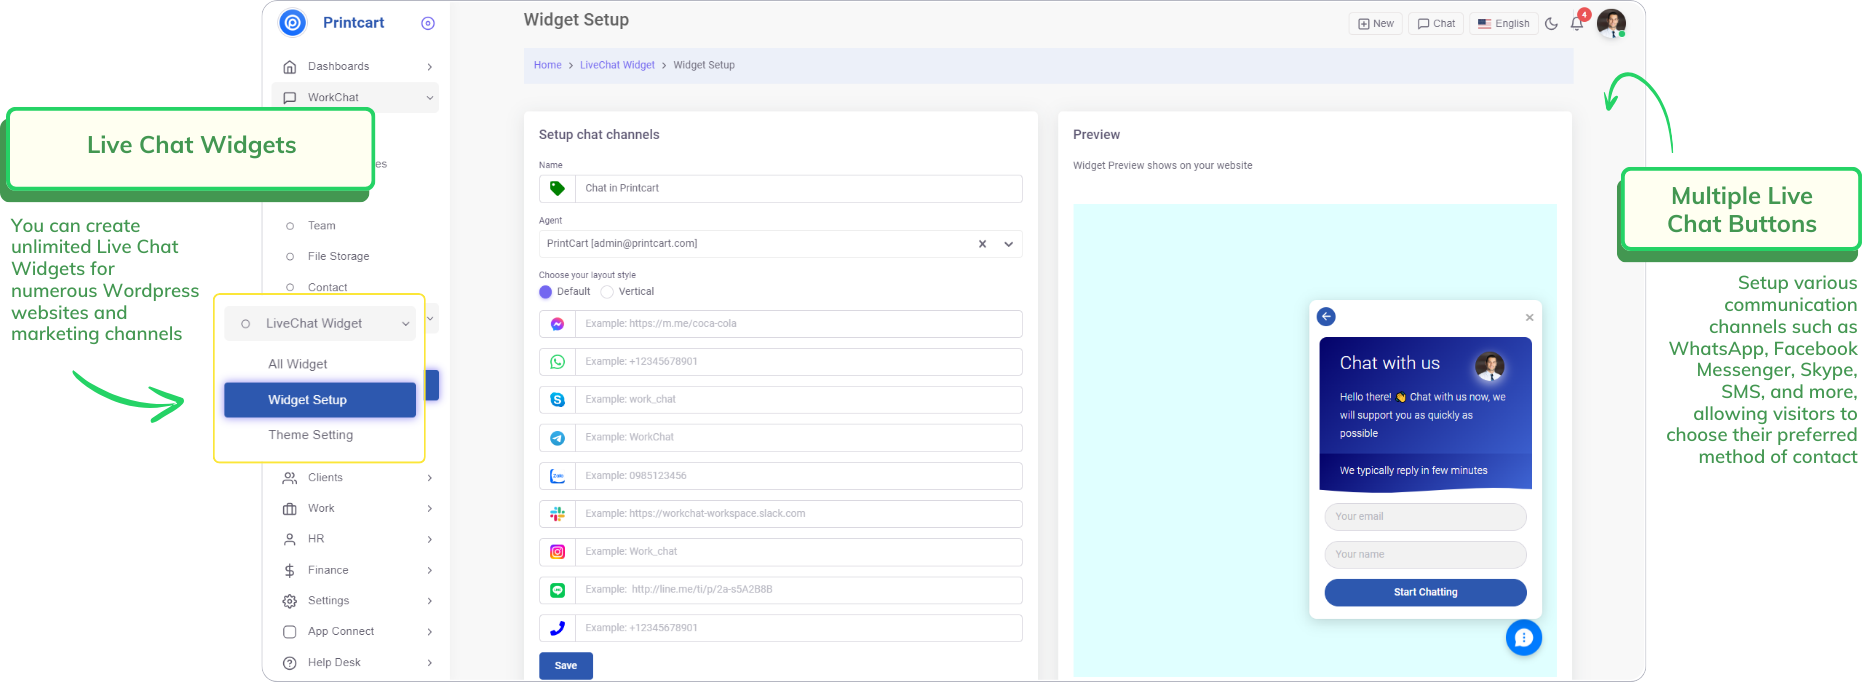 Printcart
Dashboards
WorkChat
es
Team
File Storage
Contact
LiveChat Widget
All Widget
Widget Setup
Theme Setting
Clients
Work
HR
Finance
Settings
App Connect
Help Desk
Live Chat Widgets
You can create
unlimited Live Chat
Widgets for
numerous Wordpress
websites and
marketing channels
Widget Setup
New
Chat
English
4
Home > LiveChat Widget > Widget Setup
Setup chat channels
Name
Chat in Printcart
Agent
PrintCart [admin@printcart.com]
Choose your layout style
Default
Vertical
Example: https://m.me/coca-cola
Example: +12345678901
Example: work_chat
Example: WorkChat
Example: 0985123456
Example: https://workchat-workspace.slack.com
Example: Work_chat
Example: http://line.me/ti/p/2a-s5A2B8B
Example: +12345678901
Save
Preview
Widget Preview shows on your website
Chat with us
Hello there! 👋 Chat with us now, we
will support you as quickly as
possible
We typically reply in few minutes
Your email
Your name
Start Chatting
Multiple Live
Chat Buttons
Setup various
communication
channels such as
WhatsApp, Facebook
Messenger, Skype,
SMS, and more,
allowing visitors to
choose their preferred
method of contact